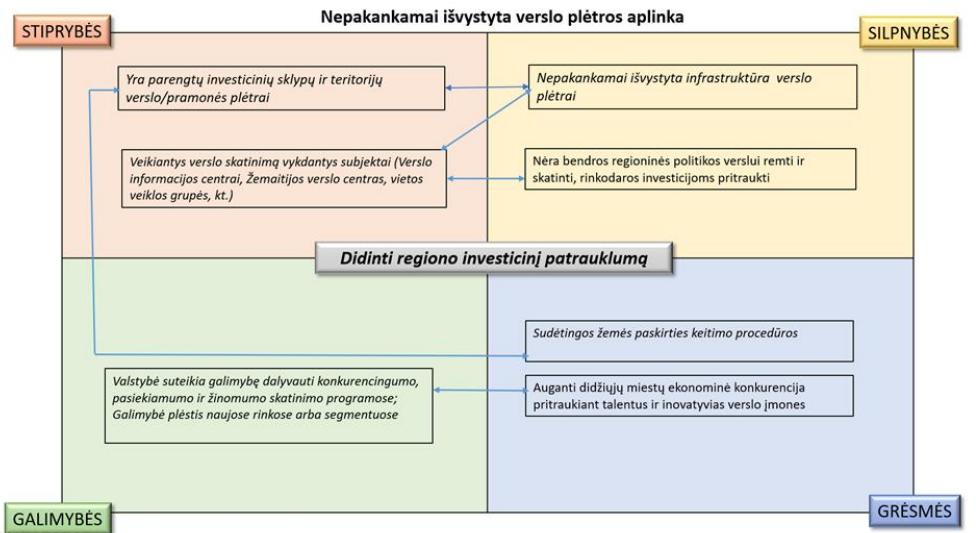 Nepakankamai išvystyta verslo plėtros aplinka
STIPRYBĖS
SILPNYBĖS
Yra parengtų investicinių sklypų ir teritorijų
verslo/pramonės plėtrai
Nepakankamai išvystyta infrastruktūra verslo
plėtrai
Veikiantys verslo skatinimą vykdantys subjektai (Verslo
informacijos centrai, Žemaitijos verslo centras, vietos
veiklos grupės, kt.)
Nėra bendros regioninės politikos verslui remti ir
skatinti, rinkodaros investicijoms pritraukti
Didinti regiono investicinį patrauklumą
Sudėtingos žemės paskirties keitimo procedūros
Valstybė suteikia galimybę dalyvauti konkurencingumo,
pasiekiamumo ir žinomumo skatinimo programose;
Galimybė plėstis naujose rinkose arba segmentuose
Auganti didžiųjų miestų ekonominė konkurencija
pritraukiant talentus ir inovatyvias verslo įmones
GALIMYBĖS
GRĖSMĖS